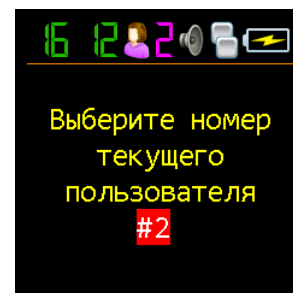 16 12 2
Выберите номер
текущего
пользователя
#2